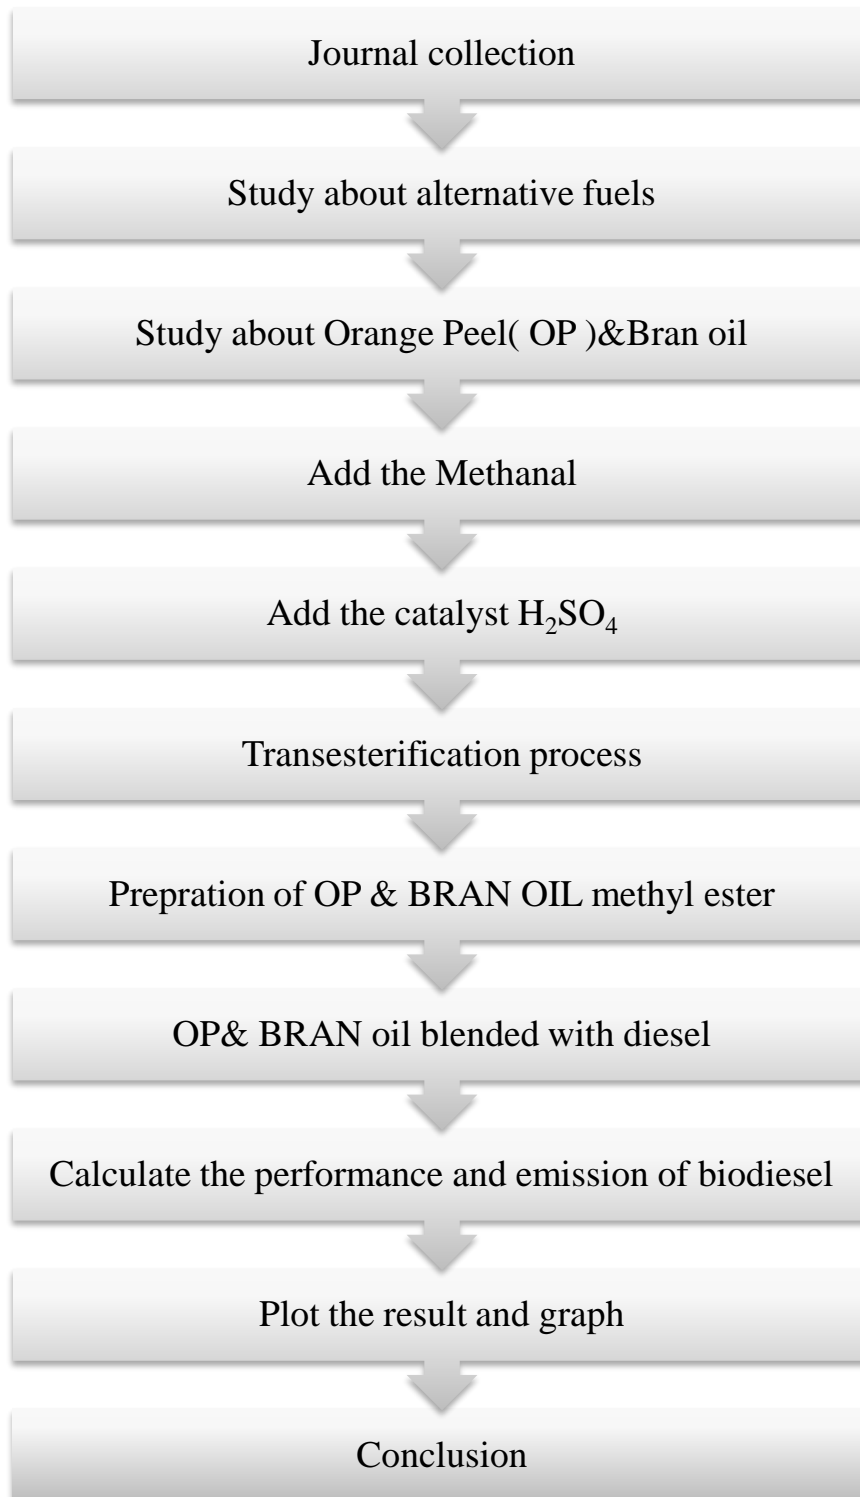 Journal collection
Study about alternative fuels
Study about Orange Peel( OP )&Bran oil
Add the Methanal
Add the catalyst H₂SO₄
Transesterification process
Prepration of OP & BRAN OIL methyl ester
OP& BRAN oil blended with diesel
Calculate the performance and emission of biodiesel
Plot the result and graph
Conclusion